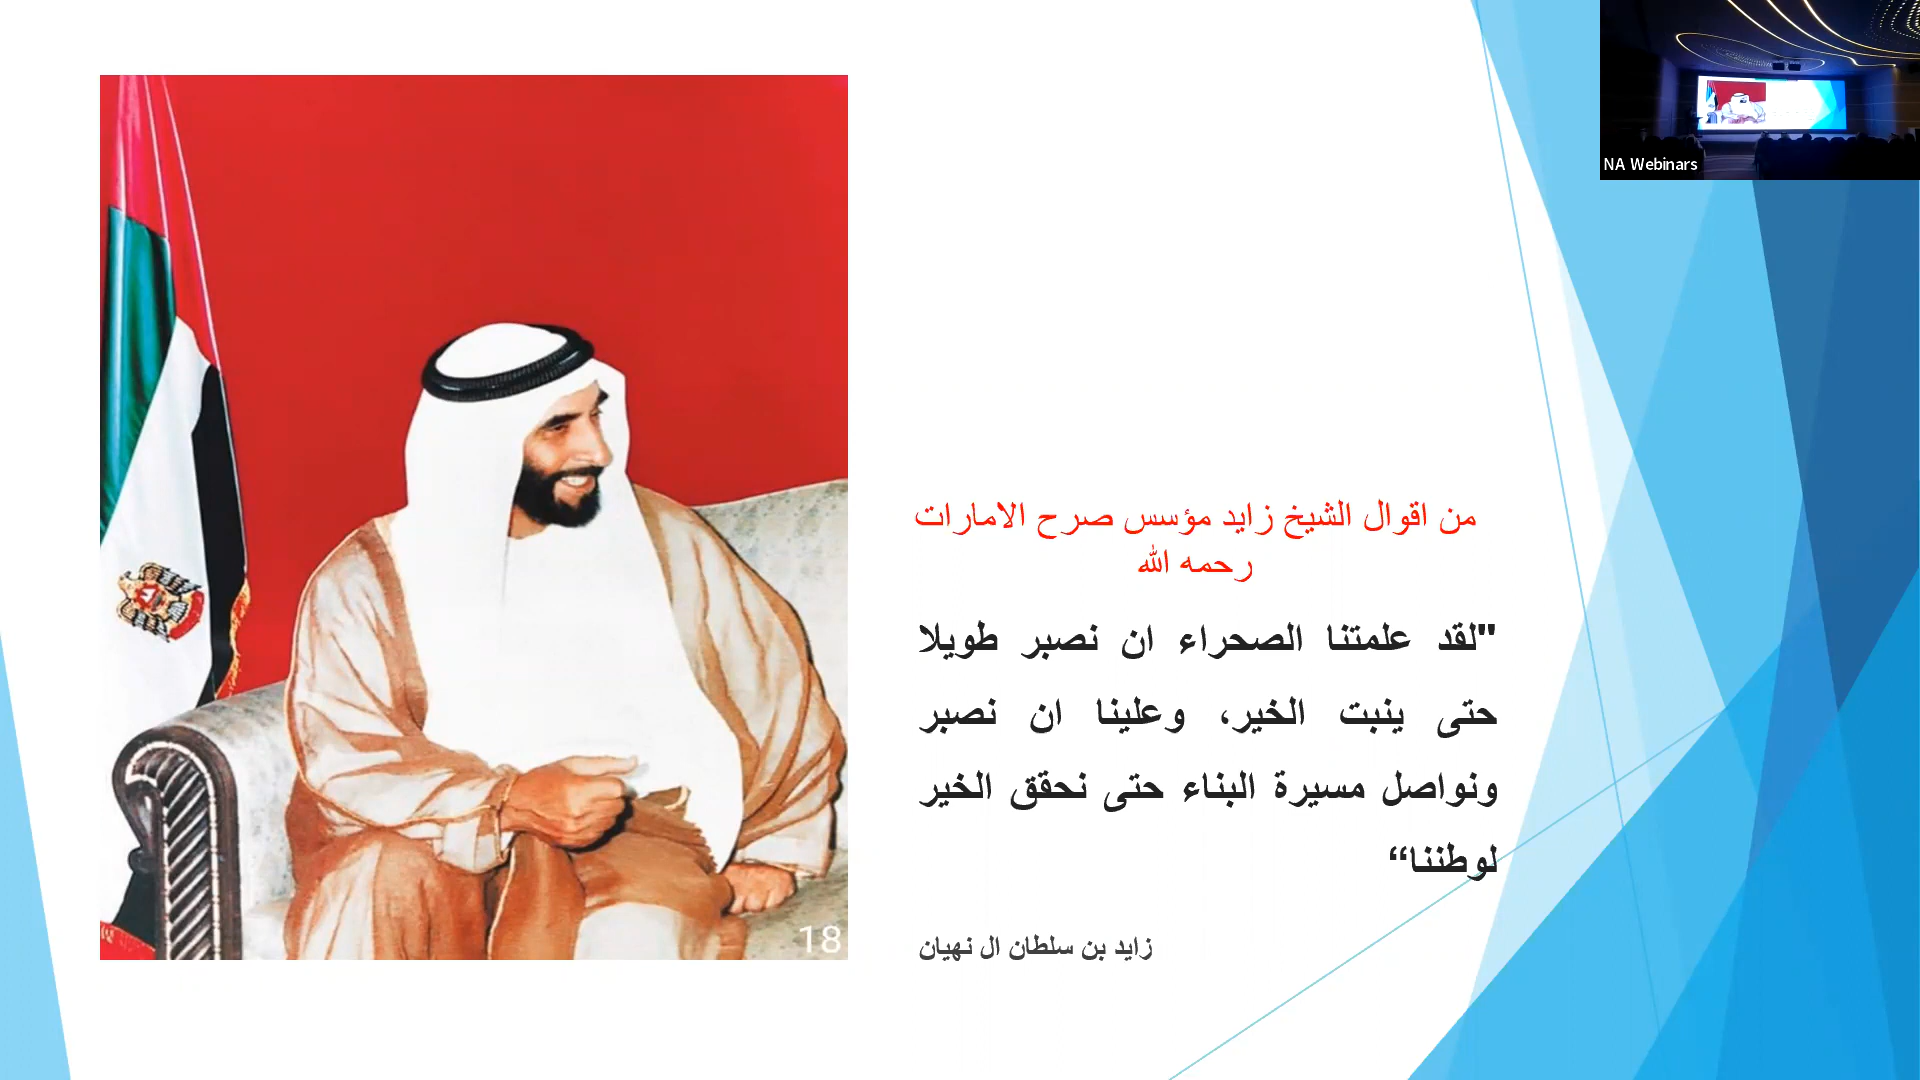 NA Webinars
من اقوال الشيخ زايد مؤسس صرح الامارات
رحمه الله
"لقد علمتنا الصحراء ان نصبر طويلا
حتى ينبت الخير، وعلينا ان نصبر
ونواصل مسيرة البناء حتى نحقق الخير
لوطننا“
زايد بن سلطان ال نهيان
18